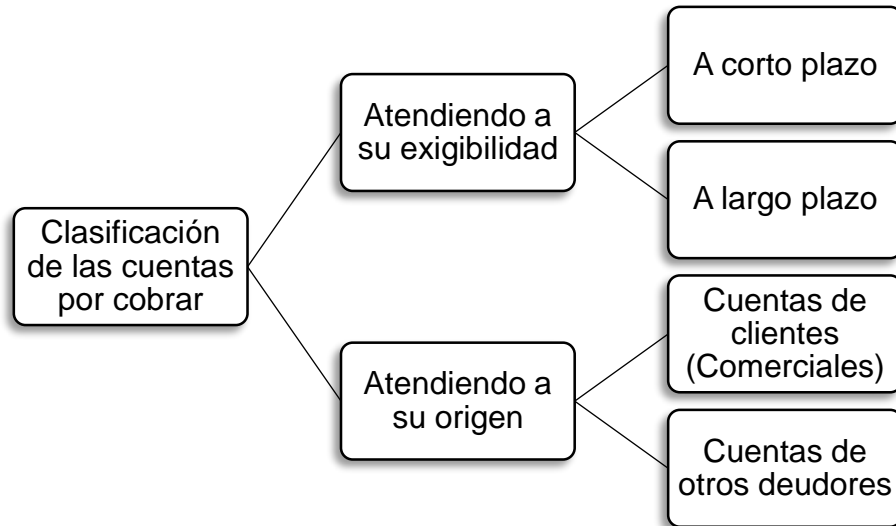 Clasificación
de las cuentas
por cobrar
Atendiendo a
su exigibilidad
A corto plazo
A largo plazo
Atendiendo a
su origen
Cuentas de
clientes
(Comerciales)
Cuentas de
otros deudores